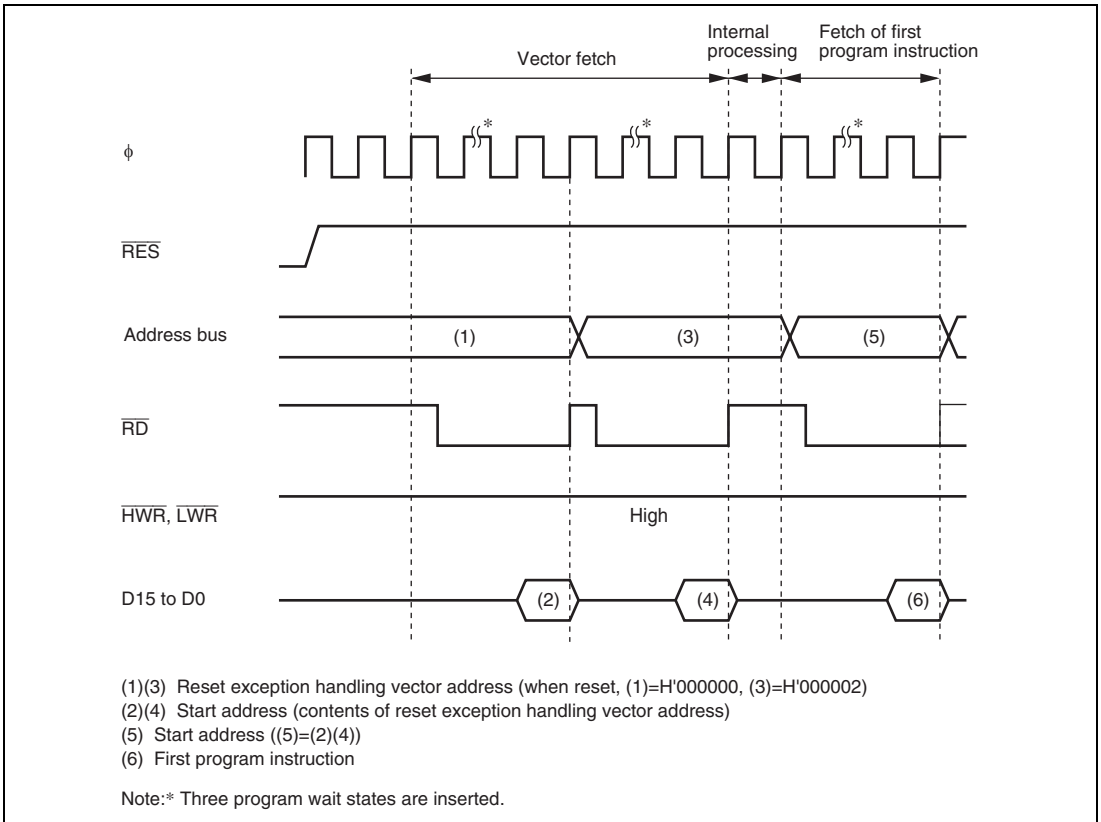 Vector fetch
Internal
processing
Fetch of first
program instruction
*
*
*
ϕ
RES
Address bus
(1)
(3)
(5)
RD
HWR, LWR
High
D15 to D0
(2)
(4)
(6)
(1)(3) Reset exception handling vector address (when reset, (1)=H'000000, (3)=H'000002)
(2)(4) Start address (contents of reset exception handling vector address)
(5) Start address ((5)=(2)(4))
(6) First program instruction
Note:* Three program wait states are inserted.